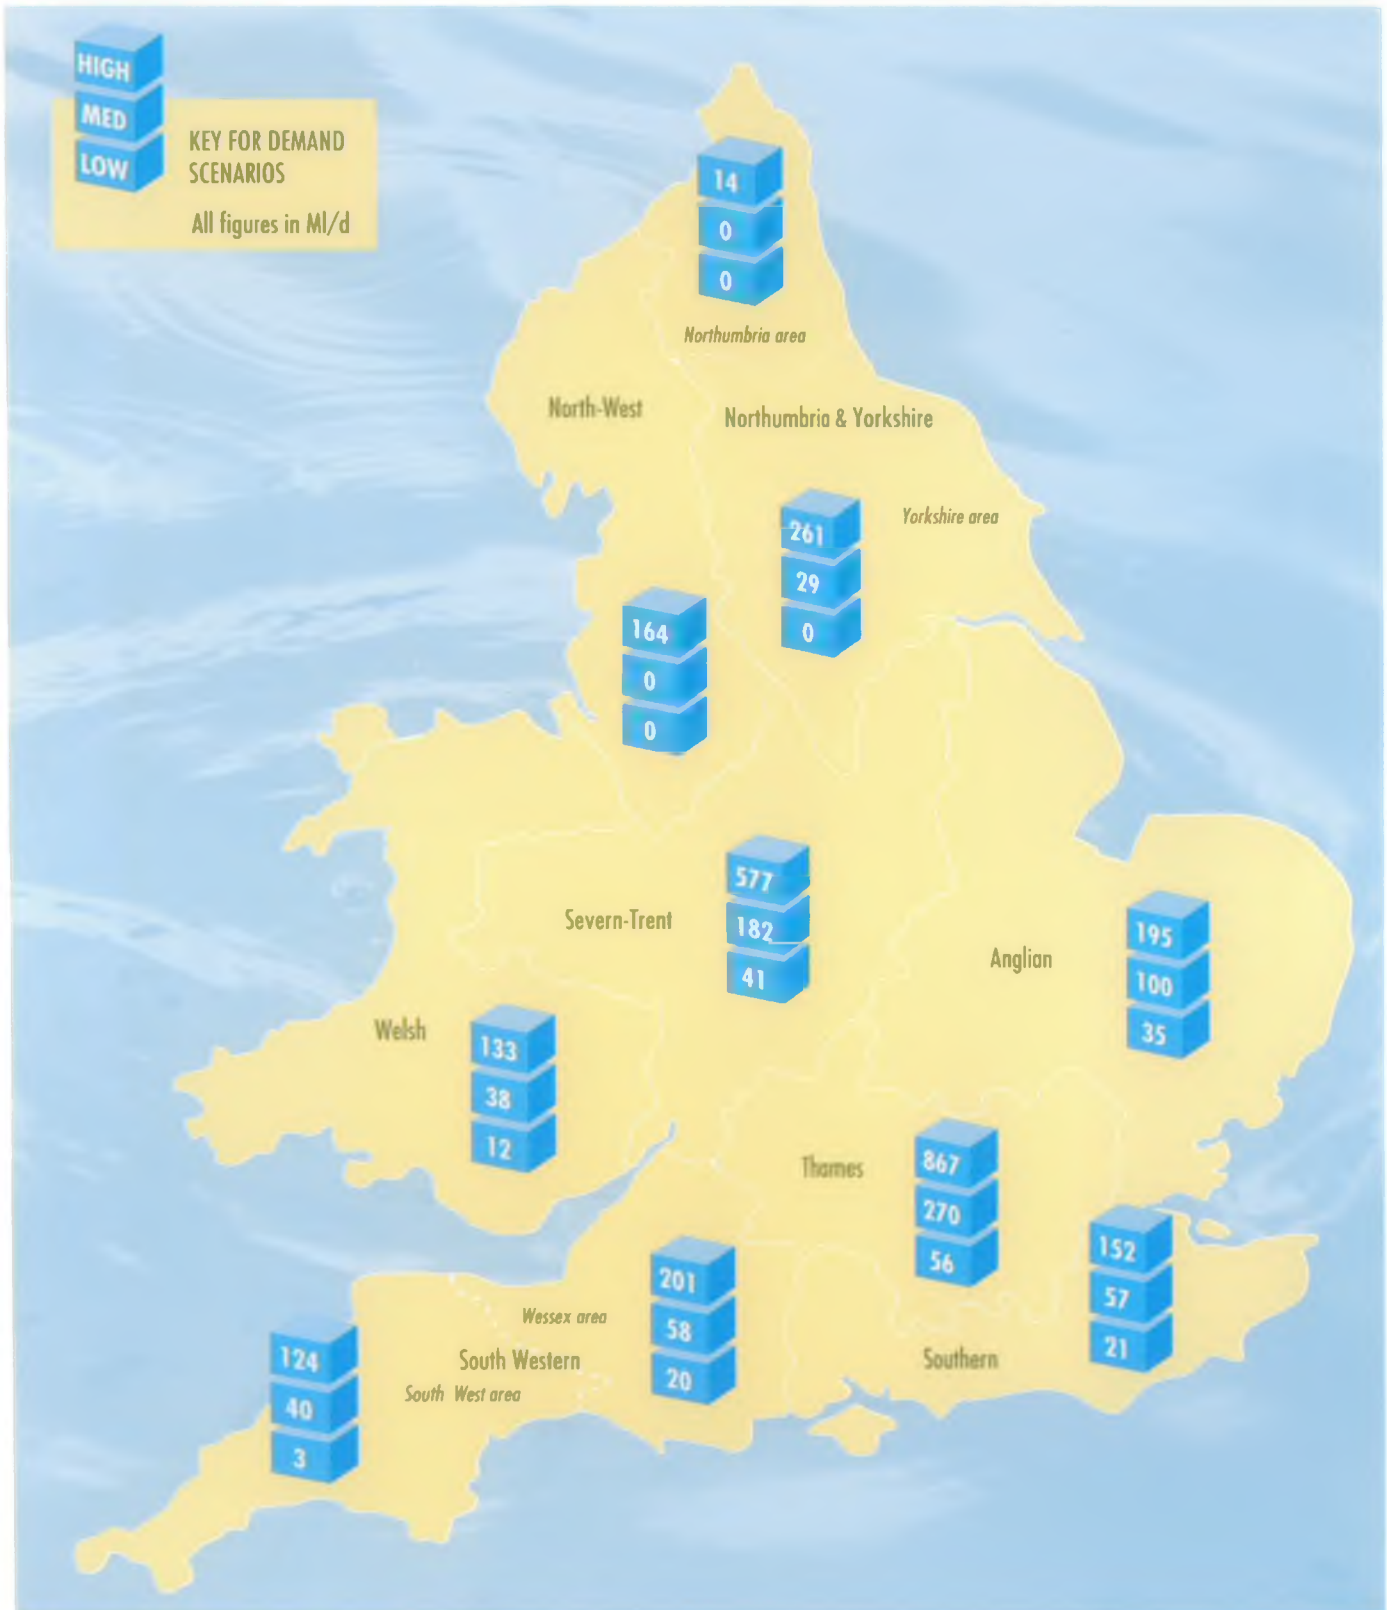 HIGH
MED
LOW
KEY FOR DEMAND
SCENARIOS
All figures in Ml/d
14
0
0
Northumbria area
North-West
Northumbria & Yorkshire
Yorkshire area
261
29
0
164
0
0
577
182
41
Severn-Trent
Anglian
195
100
35
Welsh
133
38
12
Thames
867
270
56
152
57
21
201
58
20
Wessex area
South Western
South West area
Southern
124
40
3